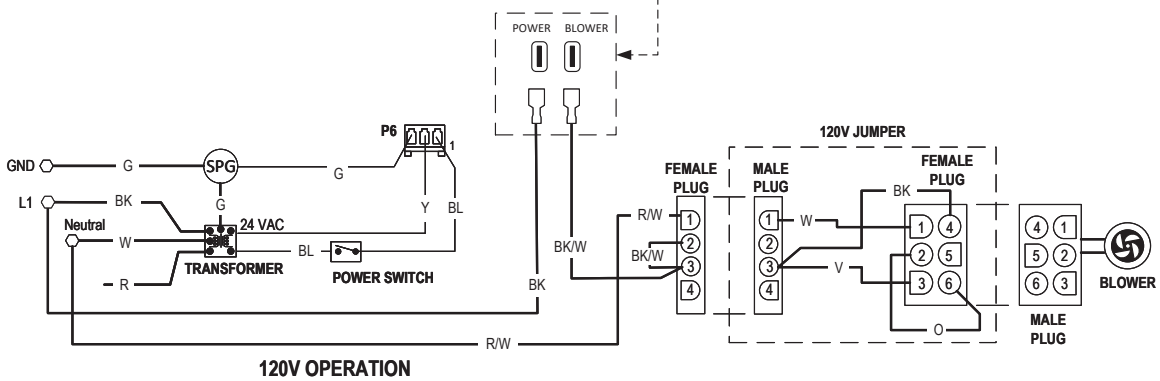 POWER BLOWER
P6
1
120V JUMPER
GND
G
SPG
G
FEMALE
PLUG
MALE
PLUG
FEMALE
PLUG
BK
L1
BK
G
Y
BL
R/W
1
1
W
1
4
4
1
Neutral
24 VAC
W
BL
BK/W
BK/W
2
2
2
5
5
2
TRANSFORMER
POWER SWITCH
3
3
V
3
6
6
3
BLOWER
R
BK
4
4
O
MALE
PLUG
R/W
120V OPERATION